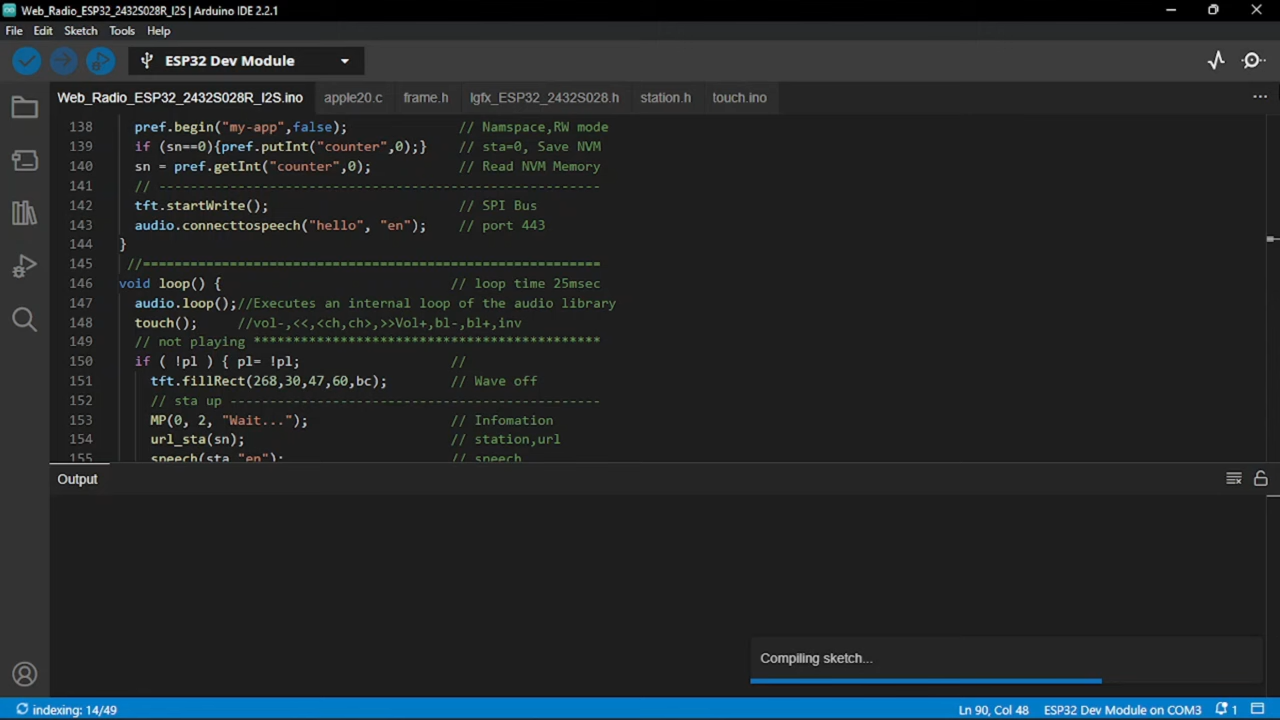 Web_Radio_ESP32_2432S028R_I2S | Arduino IDE 2.2.1
File Edit Sketch Tools Help
ESP32 Dev Module
Web_Radio_ESP32_2432S028R_I2S.ino apple20.c frame.h lgfx_ESP32_2432S028.h station.h touch.ino
138 pref.begin("my-app",false); // Namspace,RW mode
139 if (sn==0){pref.putInt("counter",0);} // sta=0, Save NVM
140 sn = pref.getInt("counter",0); // Read NVM Memory
141 // --------------------------------------------------------
142 tft.startWrite(); // SPI Bus
143 audio.connecttospeech("hello", "en"); // port 443
144 }
145 //==========================================================
146 void loop() { // loop time 25msec
147 audio.loop();//Executes an internal loop of the audio library
148 touch(); //vol-,<<,<ch,ch>,>>Vol+,bl-,bl+,inv
149 // not playing ********************************************
150 if ( !pl ) { pl= !pl; //
151 tft.fillRect(268,30,47,60,bc); // Wave off
152 // sta up -----------------------------------------------
153 MP(0, 2, "Wait..."); // Infomation
154 url_sta(sn); // station,url
155 speech(sta,"en"); // speech
Output
Compiling sketch...
indexing: 14/49 Ln 90, Col 48 ESP32 Dev Module on COM3 1